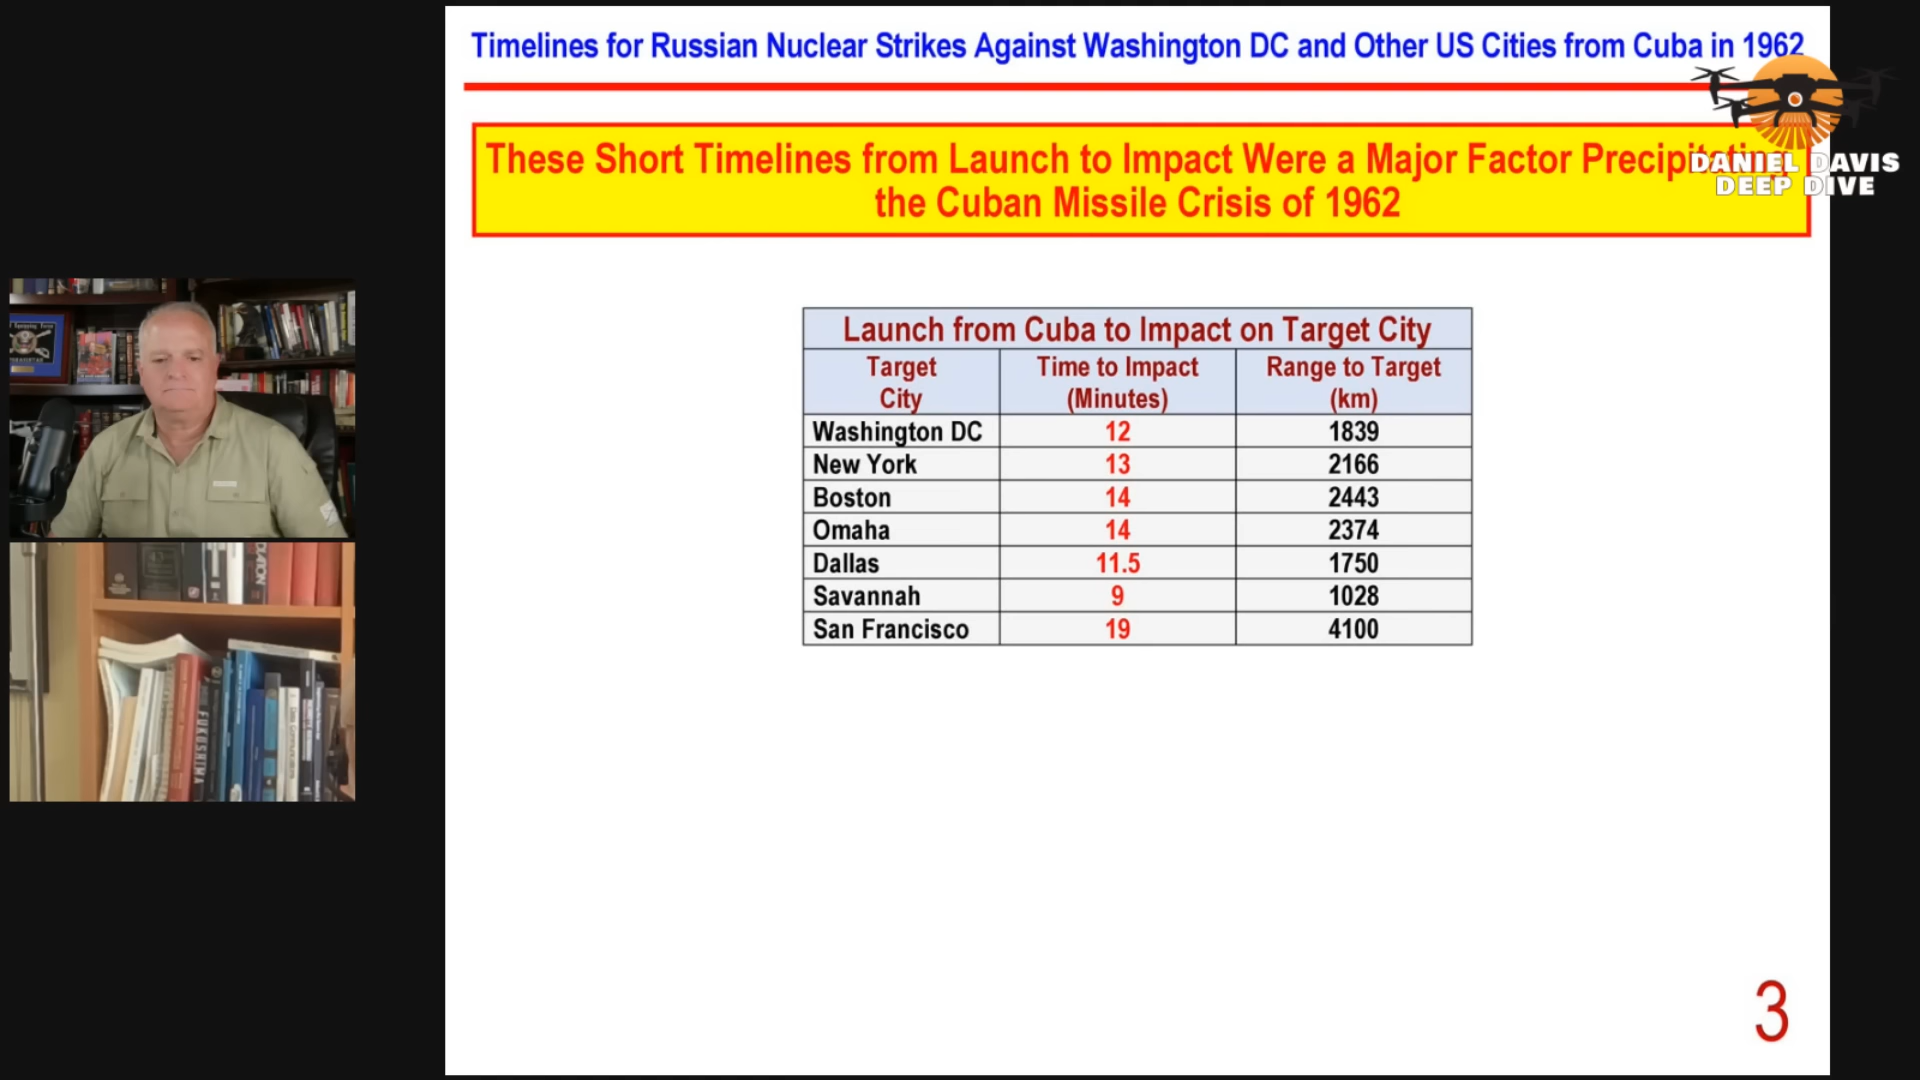 Timelines for Russian Nuclear Strikes Against Washington DC and Other US Cities from Cuba in 1962
These Short Timelines from Launch to Impact Were a Major Factor Precipitating
the Cuban Missile Crisis of 1962
DANIEL DAVIS
DEEP DIVE
Launch from Cuba to Impact on Target City
Target City Time to Impact (Minutes) Range to Target (km)
Washington DC 12 1839
New York 13 2166
Boston 14 2443
Omaha 14 2374
Dallas 11.5 1750
Savannah 9 1028
San Francisco 19 4100
FUKUSHIMA
3